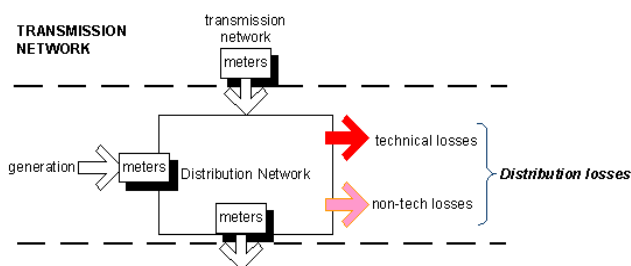 TRANSMISSION
NETWORK
transmission
network
meters
generation
meters
Distribution Network
technical losses
non-tech losses
Distribution losses
meters